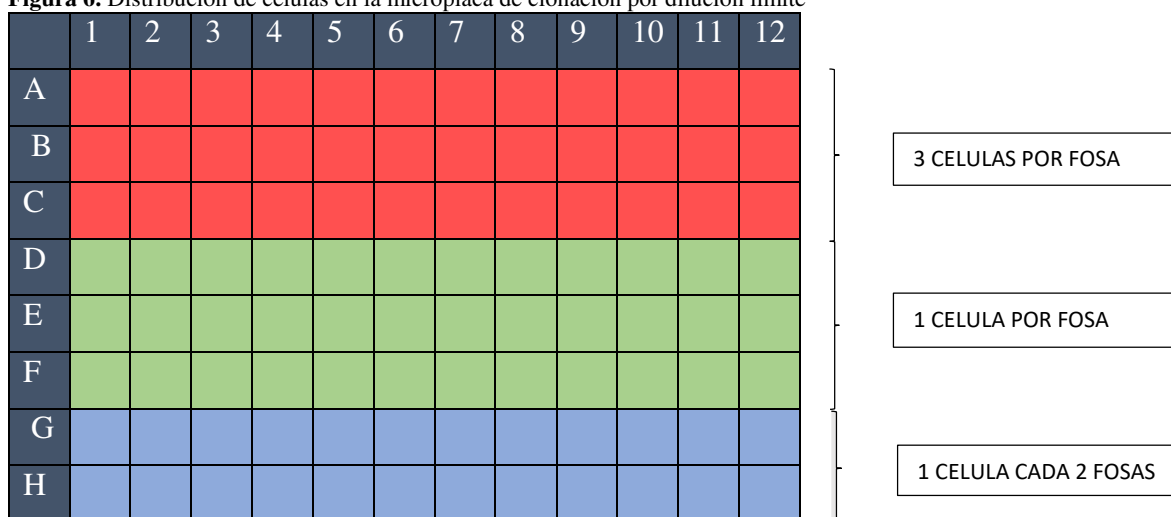 Figura 6. Distribución de células en la microplaca de clonación por dilución límite
1 2 3 4 5 6 7 8 9 10 11 12
A
B
3 CELULAS POR FOSA
C
D
E
1 CELULA POR FOSA
F
G
H
1 CELULA CADA 2 FOSAS